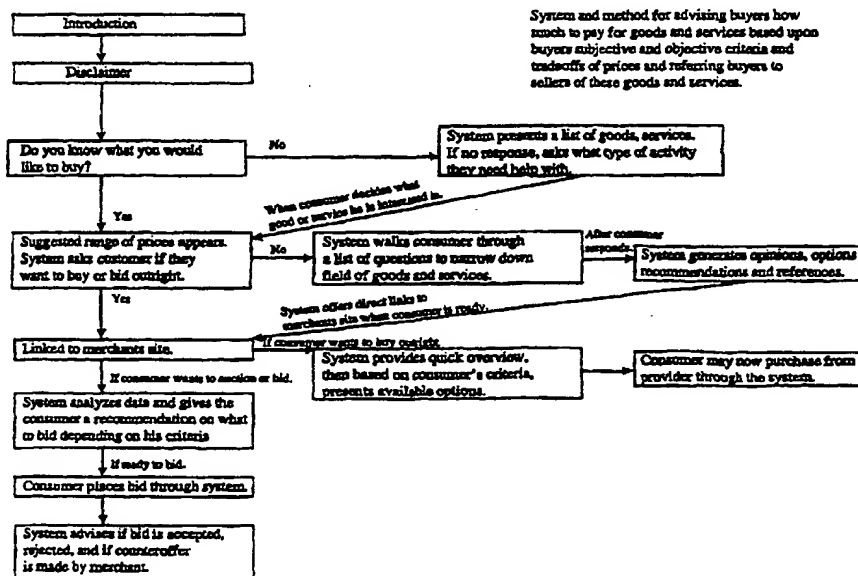 Introduction
System and method for advising buyers how
much to pay for goods and services based upon
buyers subjective and objective criteria and
tradeoffs of prices and referring buyers to
sellers of these goods and services.
Disclaimer
Do you know what you would
like to buy?
No
System presents a list of goods, services.
If no response, asks what type of activity
they need help with.
When consumer decides what
good or service he is interested in.
Yes
Suggested range of prices appears.
System asks customer if they
want to buy or bid outright.
No
System walks consumer through
a list of questions to narrow down
field of goods and services.
After consumer
responds
System generates opinions, options
recommendations and references.
Yes
System offers direct links to
merchants site when consumer is ready.
Linked to merchants site.
If consumer wants to buy outright
System provides quick overview,
then based on consumer's criteria,
presents available options.
Consumer may now purchase from
provider through the system.
If consumer wants to auction or bid.
System analyzes data and gives the
consumer a recommendation on what
to bid depending on his criteria
If ready to bid.
Consumer places bid through system.
System advises if bid is accepted,
rejected, and if counteroffer
is made by merchant.